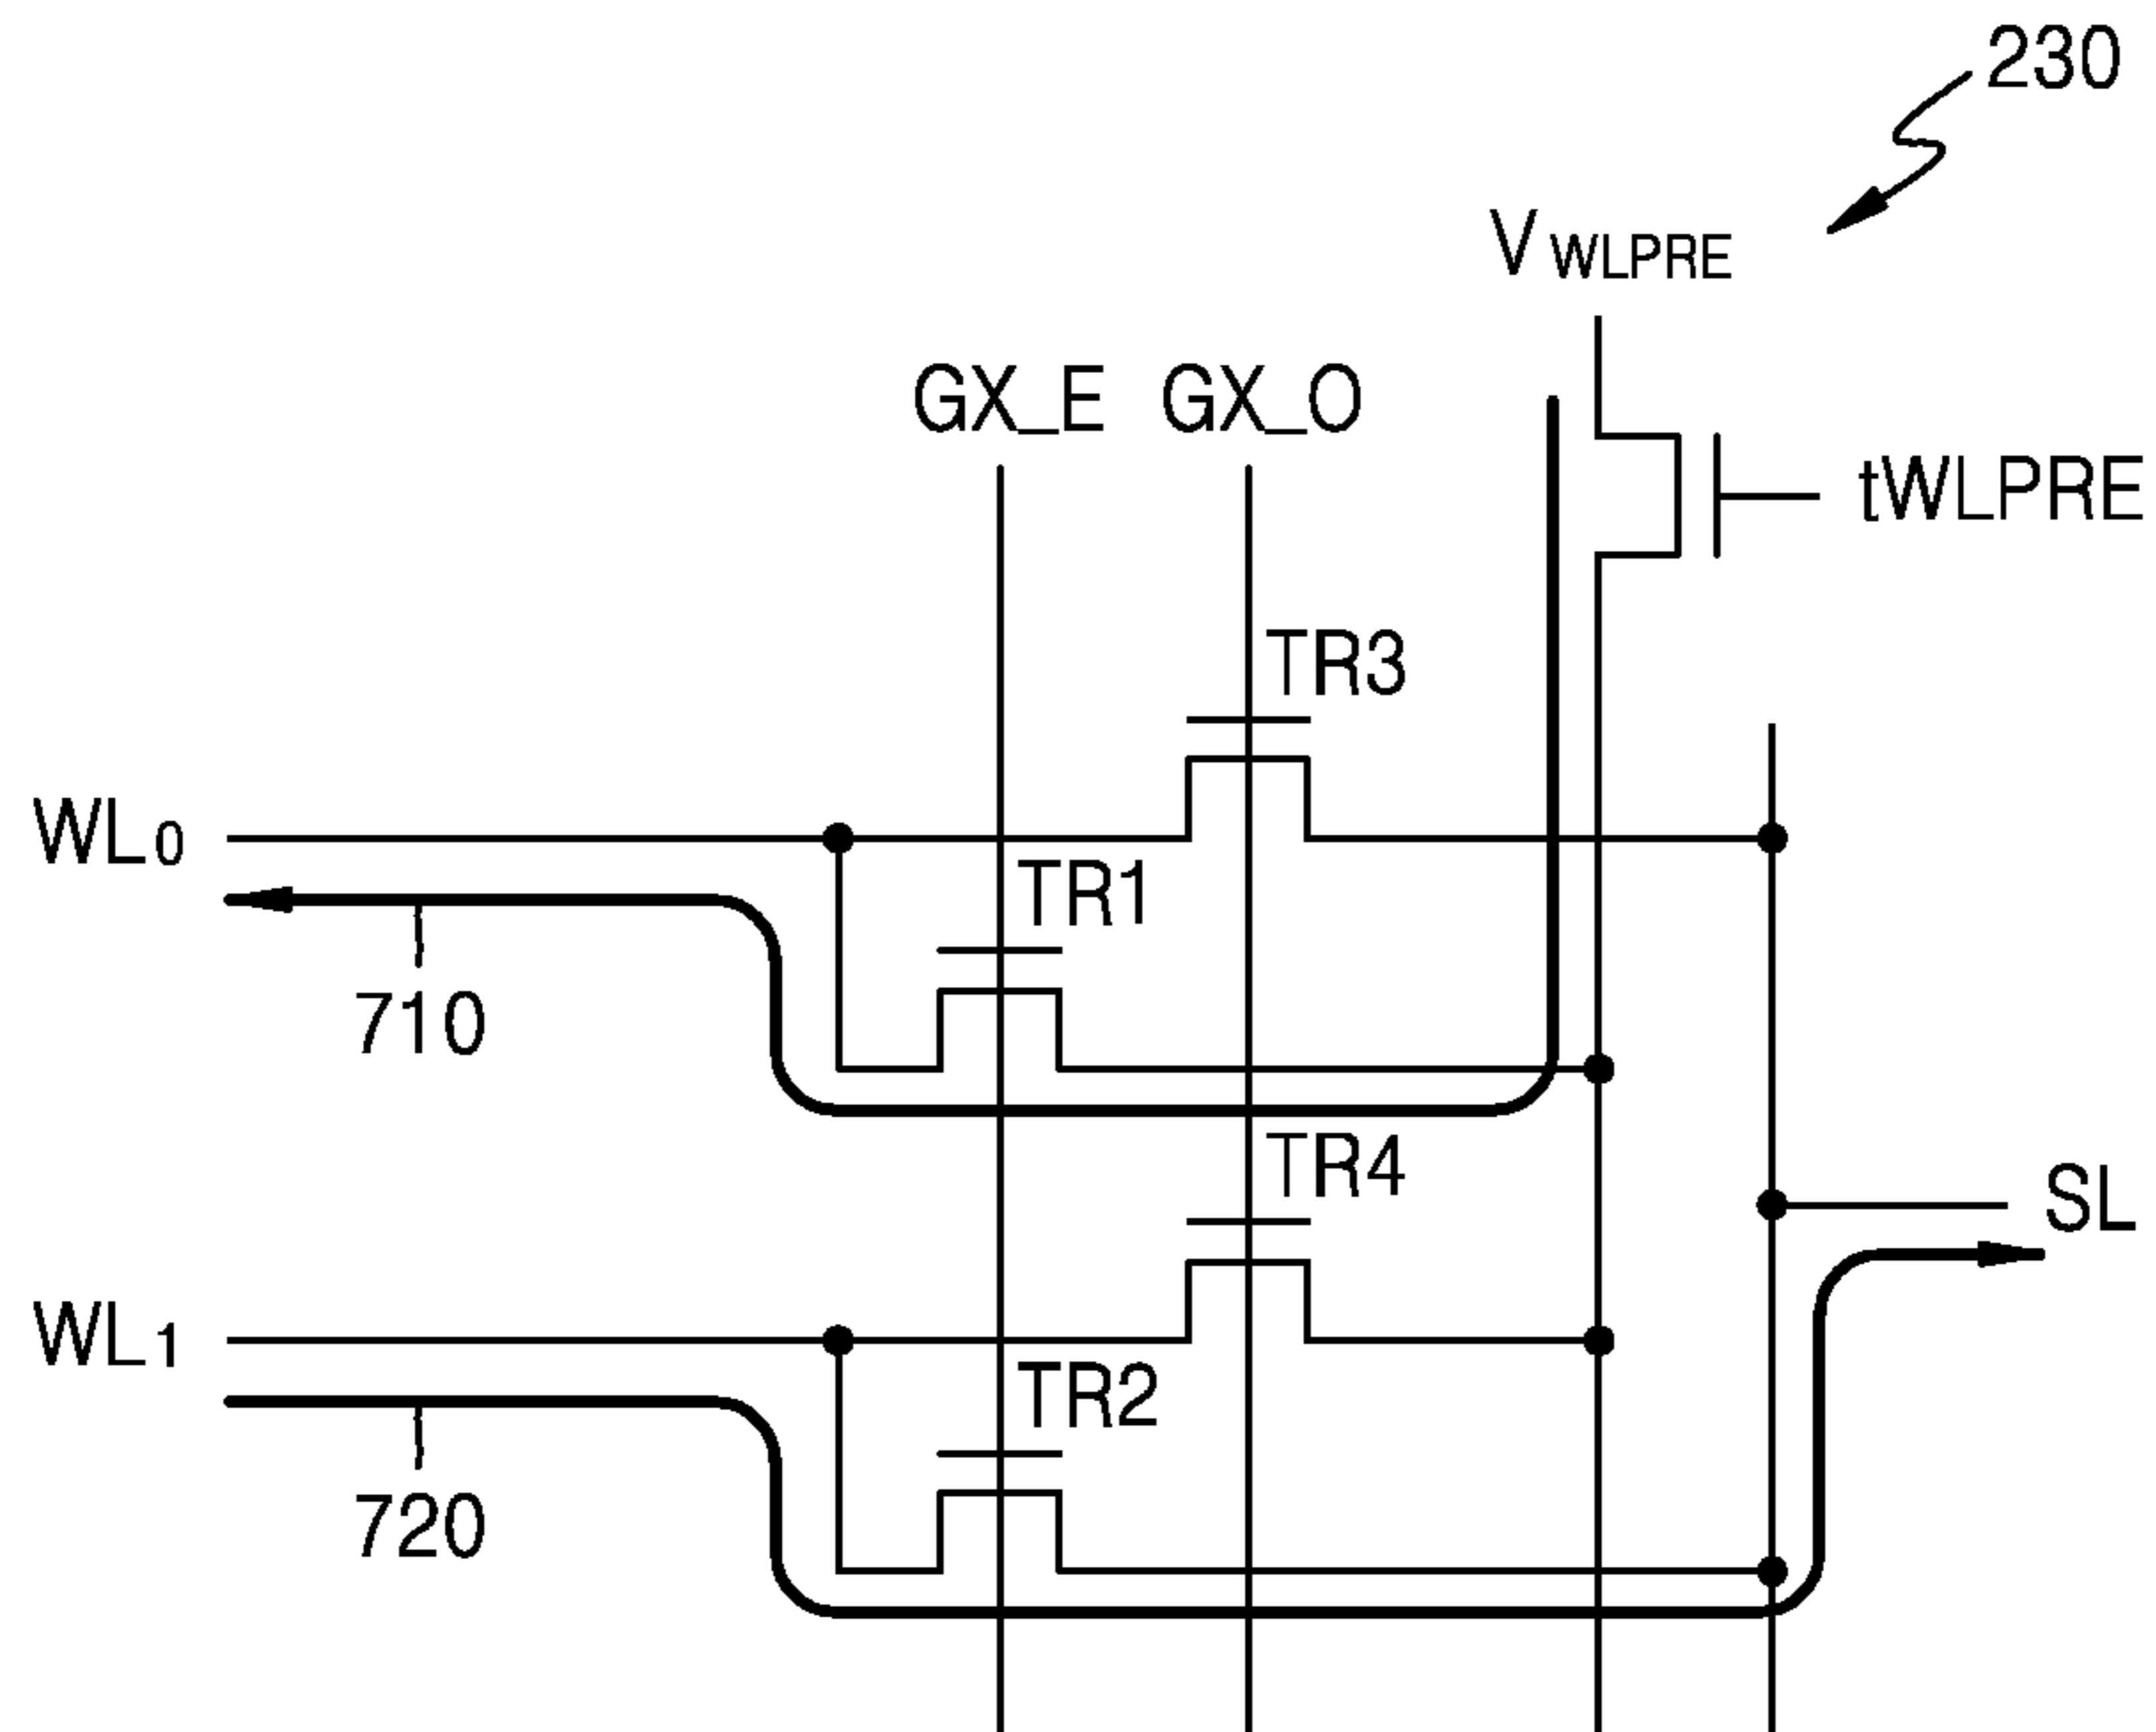 230
VWLPRE
GX_E GX_O
tWLPRE
TR3
WL0
TR1
710
TR4
SL
WL1
TR2
720